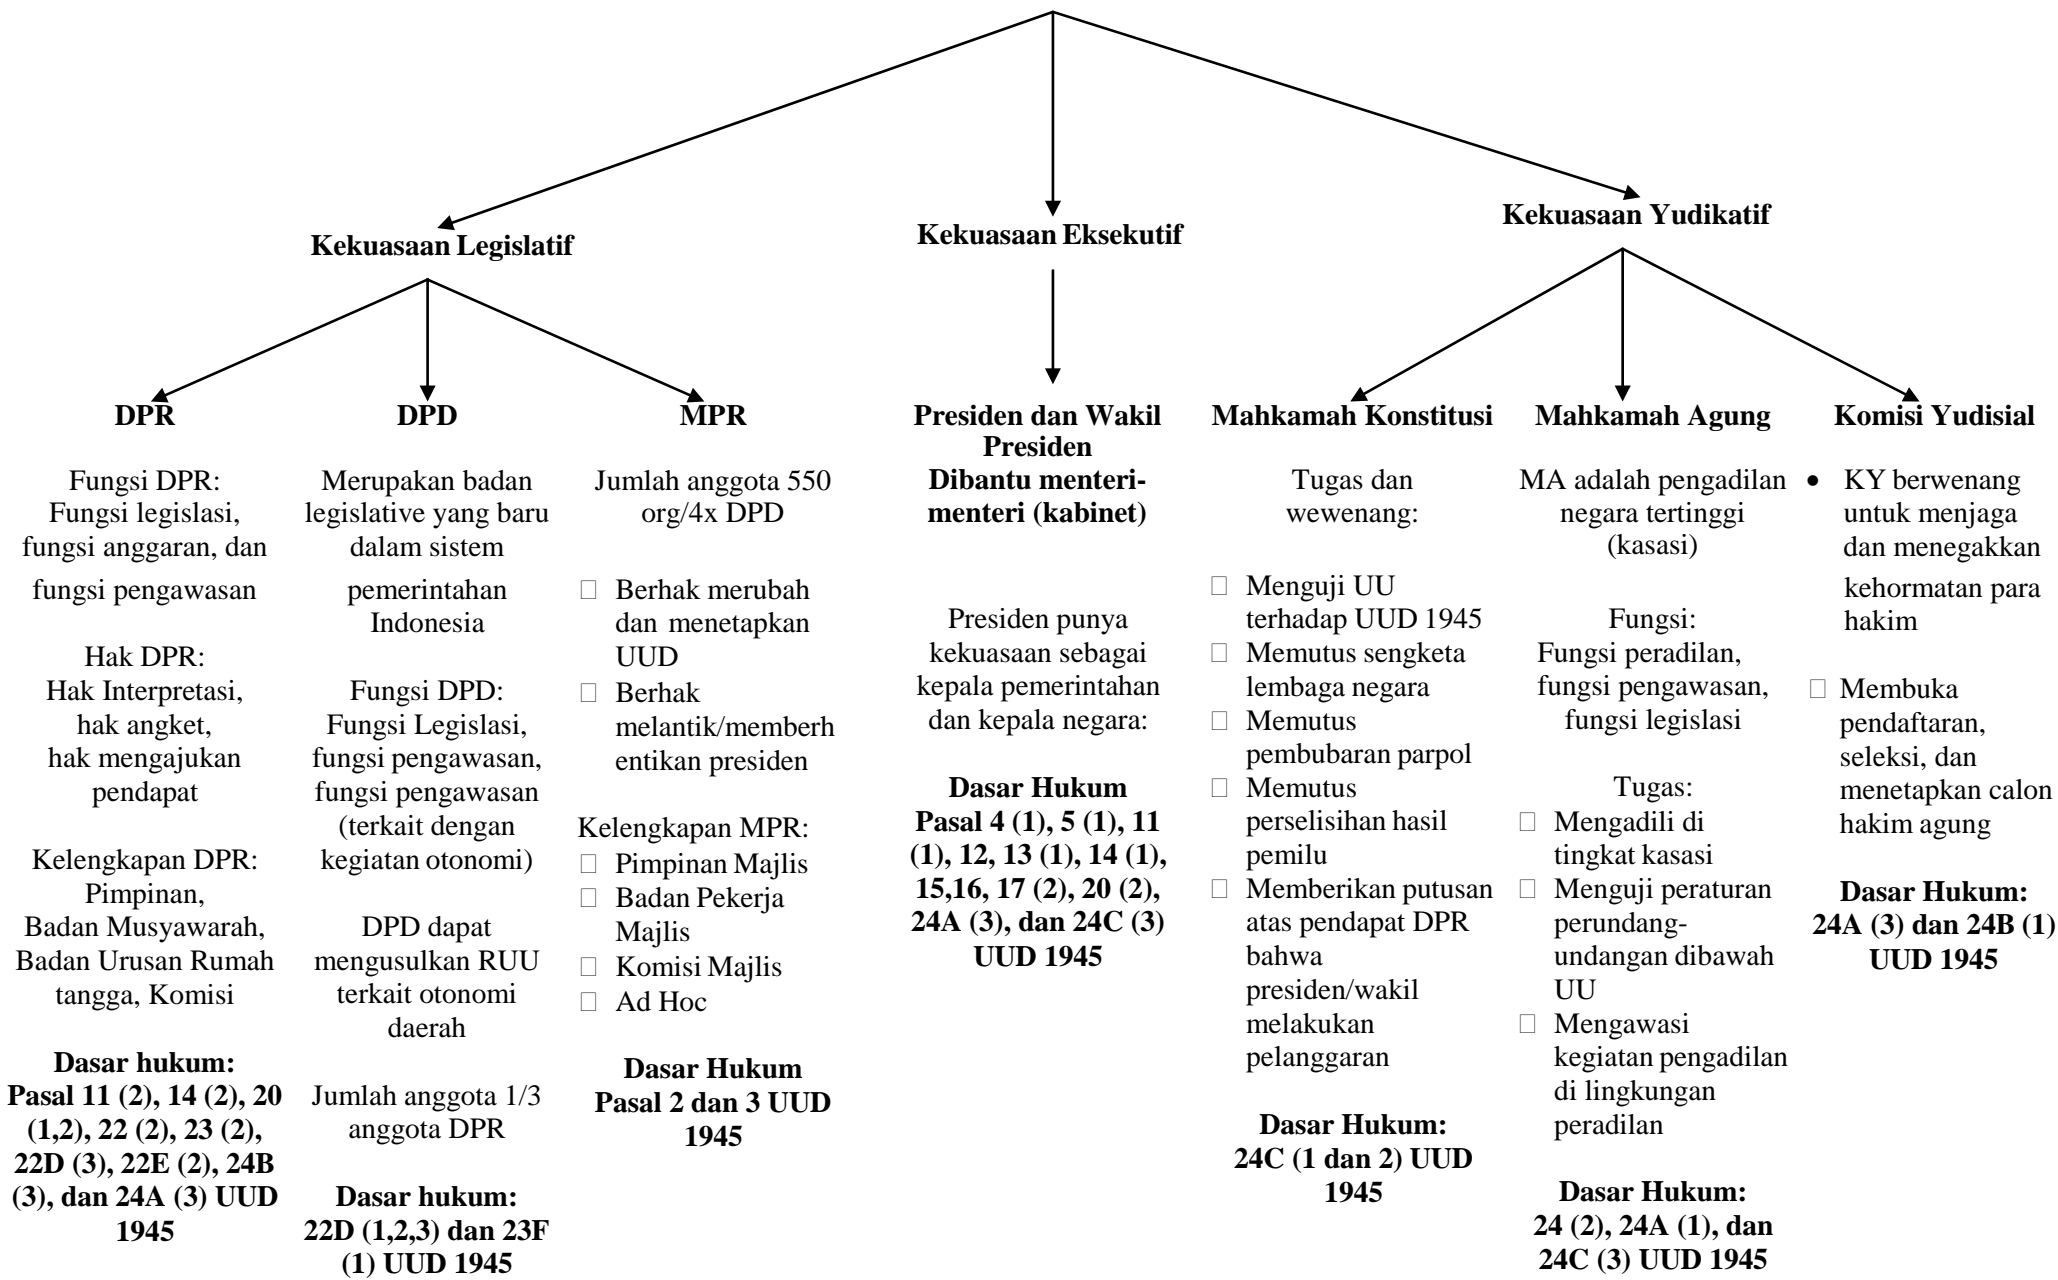 Kekuasaan Legislatif
Kekuasaan Eksekutif
Kekuasaan Yudikatif
DPR
Fungsi DPR:
Fungsi legislasi,
fungsi anggaran, dan
fungsi pengawasan
Hak DPR:
Hak Interpretasi,
hak angket,
hak mengajukan
pendapat
Kelengkapan DPR:
Pimpinan,
Badan Musyawarah,
Badan Urusan Rumah
tangga, Komisi
Dasar hukum:
Pasal 11 (2), 14 (2), 20
(1,2), 22 (2), 23 (2),
22D (3), 22E (2), 24B
(3), dan 24A (3) UUD
1945
DPD
Merupakan badan
legislative yang baru
dalam sistem
pemerintahan
Indonesia
Fungsi DPD:
Fungsi Legislasi,
fungsi pengawasan,
fungsi pengawasan
(terkait dengan
kegiatan otonomi)
DPD dapat
mengusulkan RUU
terkait otonomi
daerah
Jumlah anggota 1/3
anggota DPR
Dasar hukum:
22D (1,2,3) dan 23F
(1) UUD 1945
MPR
Jumlah anggota 550
org/4x DPD
Berhak merubah
dan menetapkan
UUD
Berhak
melantik/memberh
entikan presiden
Kelengkapan MPR:
Pimpinan Majlis
Badan Pekerja
Majlis
Komisi Majlis
Ad Hoc
Dasar Hukum
Pasal 2 dan 3 UUD
1945
Presiden dan Wakil
Presiden
Dibantu menteri-
menteri (kabinet)
Presiden punya
kekuasaan sebagai
kepala pemerintahan
dan kepala negara:
Dasar Hukum
Pasal 4 (1), 5 (1), 11
(1), 12, 13 (1), 14 (1),
15,16, 17 (2), 20 (2),
24A (3), dan 24C (3)
UUD 1945
Mahkamah Konstitusi
Tugas dan
wewenang:
Menguji UU
terhadap UUD 1945
Memutus sengketa
lembaga negara
Memutus
pembubaran parpol
Memutus
perselisihan hasil
pemilu
Memberikan putusan
atas pendapat DPR
bahwa
presiden/wakil
melakukan
pelanggaran
Dasar Hukum:
24C (1 dan 2) UUD
1945
Mahkamah Agung
MA adalah pengadilan
negara tertinggi
(kasasi)
Fungsi:
Fungsi peradilan,
fungsi pengawasan,
fungsi legislasi
Tugas:
Mengadili di
tingkat kasasi
Menguji peraturan
perundang-
undangan dibawah
UU
Mengawasi
kegiatan pengadilan
di lingkungan
peradilan
Dasar Hukum:
24 (2), 24A (1), dan
24C (3) UUD 1945
Komisi Yudisial
• KY berwenang
untuk menjaga
dan menegakkan
kehormatan para
hakim
Membuka
pendaftaran,
seleksi, dan
menetapkan calon
hakim agung
Dasar Hukum:
24A (3) dan 24B (1)
UUD 1945